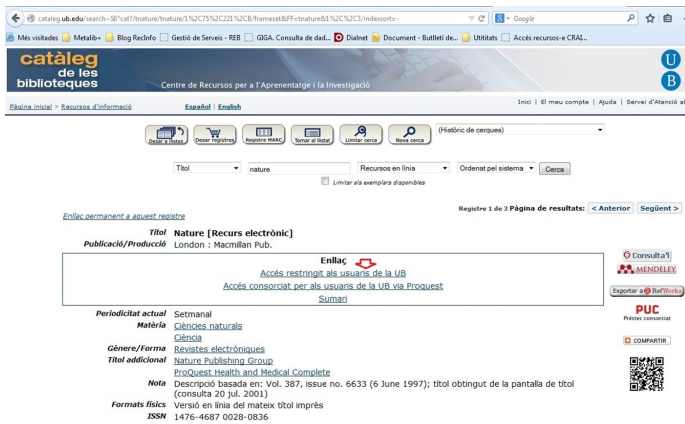 cataleg.ub.edu/search~S6*cat?/tnature/tnature/1%2C75%2C221%2CB/frameset&FF=tnature&1%2C%2C3/indexsort=-
Google
Més visitades Metalib+ Blog RecInfo Gestió de Serveis - REB GIGA. Consulta de dad... Dialnet Document - Butlletí de... Utilitats Accés recursos-e CRAI...
catàleg
de les
biblioteques
Centre de Recursos per a l'Aprenentatge i la Investigació
U
B
Pàgina inicial > Recursos d'informació
Español | English
Inici | El meu compte | Ajuda | Servei d'Atenció al
Desar a llistes
Desar registres
Registre MARC
Tornar al llistat
Limitar cerca
Nova cerca
(Històric de cerques)
Títol nature Recursos en línia Ordenat pel sistema Cerca
Limitar als exemplars disponibles
Registre 1 de 3 Pàgina de resultats: < Anterior Següent >
Enllaç permanent a aquest registre
Títol Nature [Recurs electrònic]
Publicació/Producció London : Macmillan Pub.
Enllaç
Accés restringit als usuaris de la UB
Accés consorciat per als usuaris de la UB via Proquest
Sumari
Consulta'l
MENDELEY
Exportar a RefWorks
PUC
Préstec consorciat
COMPARTIR
Periodicitat actual Setmanal
Matèria Ciències naturals
Ciència
Gènere/Forma Revistes electròniques
Títol addicional Nature Publishing Group
ProQuest Health and Medical Complete
Nota Descripció basada en: Vol. 387, issue no. 6633 (6 June 1997); títol obtingut de la pantalla de títol
(consulta 20 jul. 2001)
Formats físics Versió en línia del mateix títol imprès
ISSN 1476-4687 0028-0836